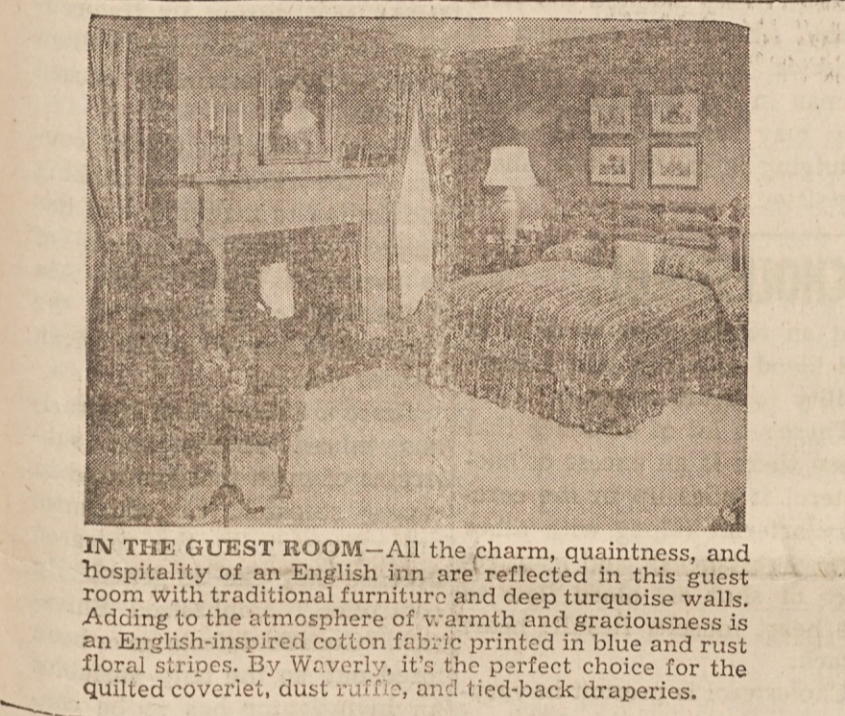 IN THE GUEST ROOM—All the charm, quaintness, and
hospitality of an English inn are reflected in this guest
room with traditional furniture and deep turquoise walls.
Adding to the atmosphere of warmth and graciousness is
an English-inspired cotton fabric printed in blue and rust
floral stripes. By Waverly, it's the perfect choice for the
quilted coverlet, dust ruffle, and tied-back draperies.